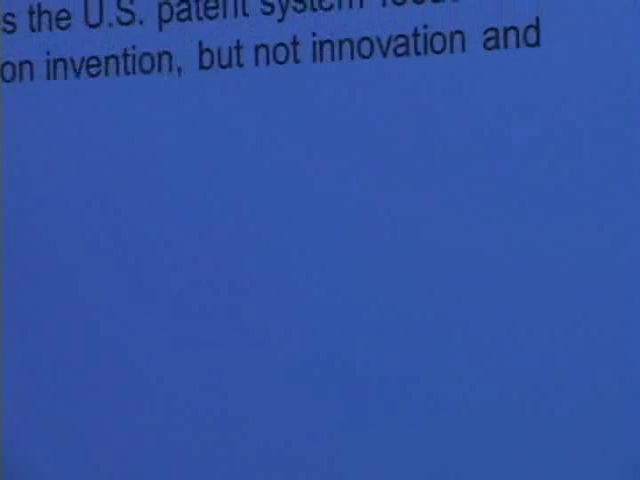 s the U.S. patent system
on invention, but not innovation and